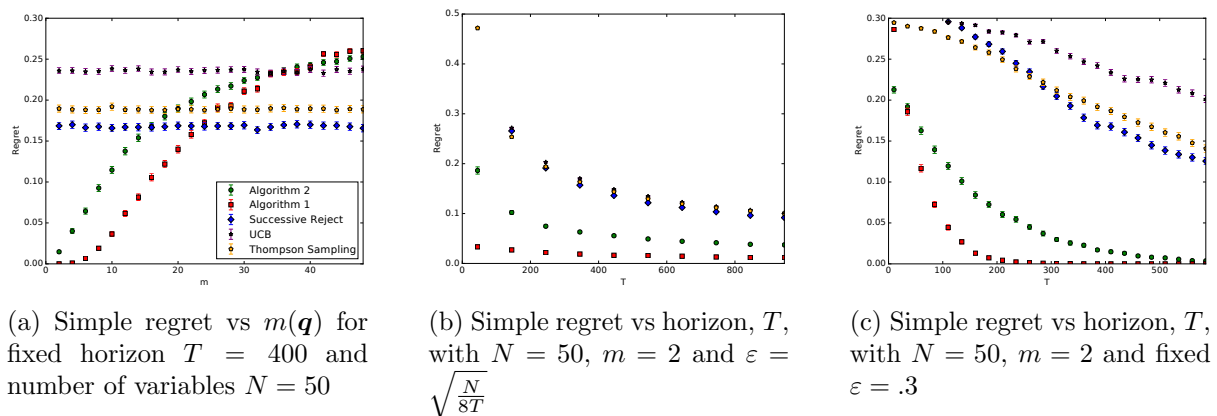 0.30
0.25
0.20
0.15
0.10
0.05
0.00
Regret
0 10 20 30 40
m
Algorithm 2
Algorithm 1
Successive Reject
UCB
Thompson Sampling
0.5
0.4
0.3
0.2
0.1
0.0
Regret
0 200 400 600 800
T
0.30
0.25
0.20
0.15
0.10
0.05
0.00
Regret
0 100 200 300 400 500
T
(a) Simple regret vs m(q) for
fixed horizon T = 400 and
number of variables N = 50
(b) Simple regret vs horizon, T,
with N = 50, m = 2 and ε =
√(N/8T)
(c) Simple regret vs horizon, T,
with N = 50, m = 2 and fixed
ε = .3